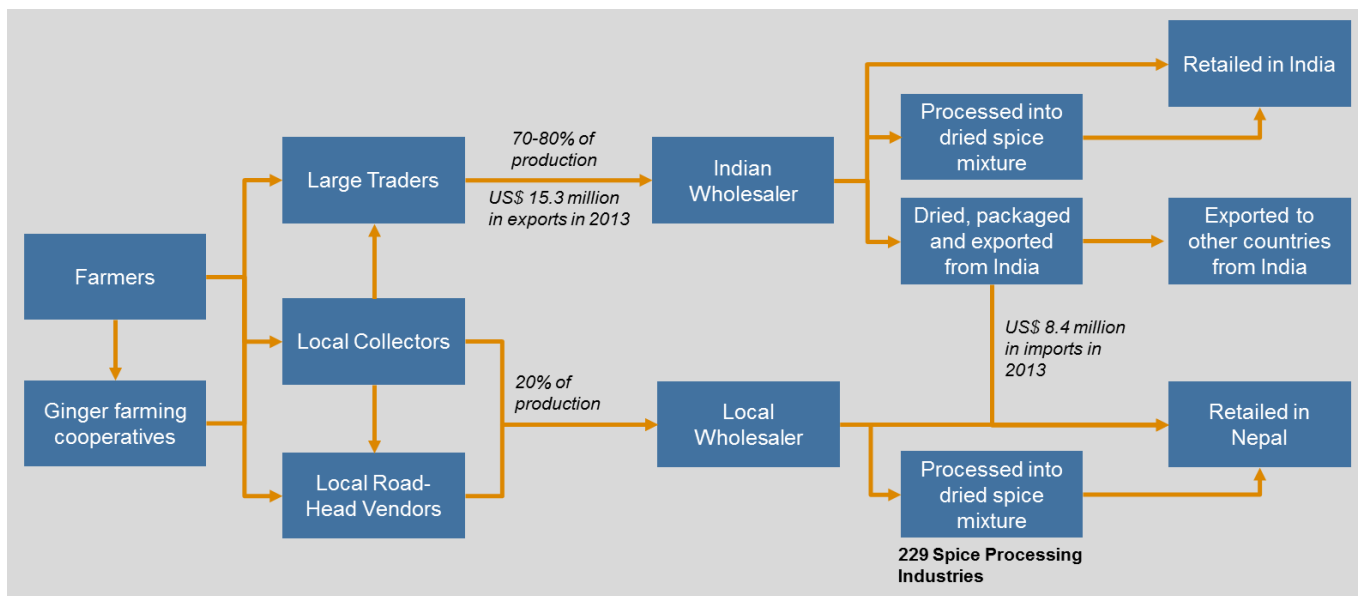 Farmers
Ginger farming
cooperatives
Large Traders
Local Collectors
Local Road-
Head Vendors
70-80% of
production
US$ 15.3 million
in exports in 2013
20% of
production
Indian
Wholesaler
Local
Wholesaler
Processed into
dried spice
mixture
Dried, packaged
and exported
from India
US$ 8.4 million
in imports in
2013
Processed into
dried spice
mixture
229 Spice Processing
Industries
Retailed in India
Exported to
other countries
from India
Retailed in
Nepal